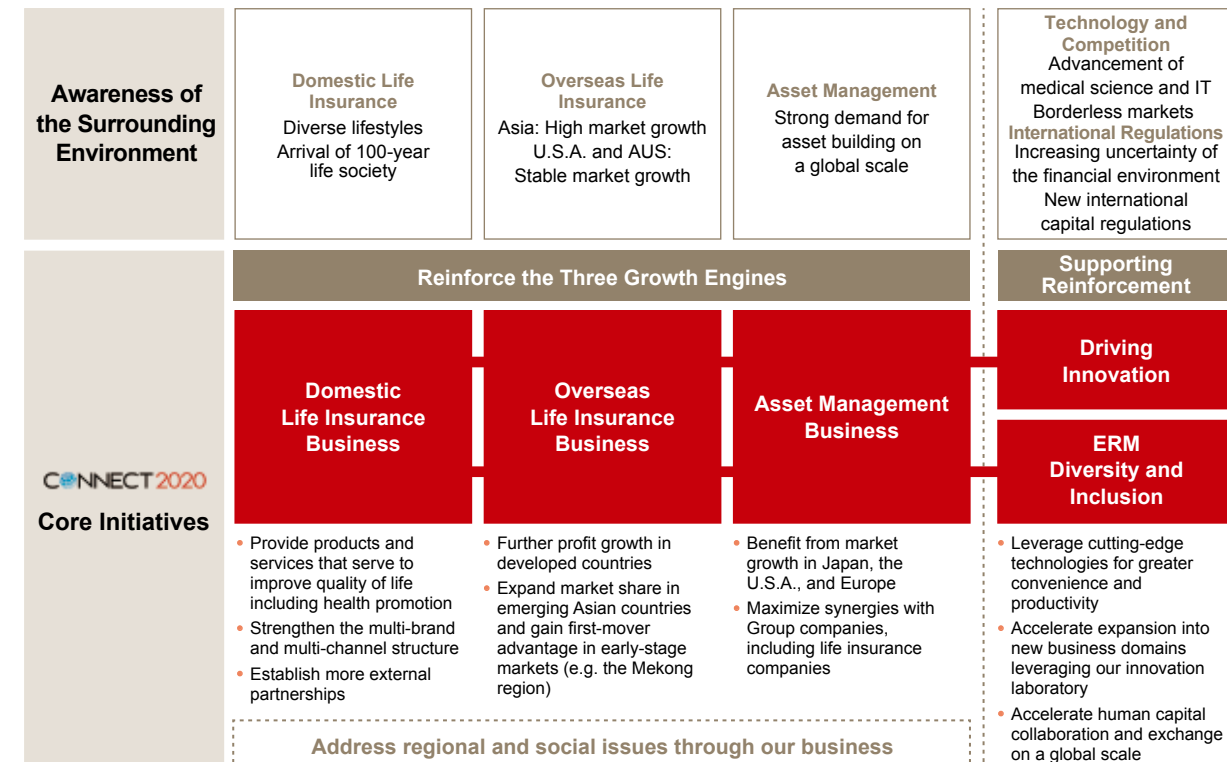 Awareness of
the Surrounding
Environment
Domestic Life
Insurance
Diverse lifestyles
Arrival of 100-year
life society
Overseas Life
Insurance
Asia: High market growth
U.S.A. and AUS:
Stable market growth
Asset Management
Strong demand for
asset building on
a global scale
Technology and
Competition
Advancement of
medical science and IT
Borderless markets
International Regulations
Increasing uncertainty of
the financial environment
New international
capital regulations
CONNECT2020
Core Initiatives
Reinforce the Three Growth Engines
Supporting
Reinforcement
Domestic
Life Insurance
Business
Overseas
Life Insurance
Business
Asset Management
Business
Driving
Innovation
ERM
Diversity and
Inclusion
• Provide products and
services that serve to
improve quality of life
including health promotion
• Strengthen the multi-brand
and multi-channel structure
• Establish more external
partnerships
• Further profit growth in
developed countries
• Expand market share in
emerging Asian countries
and gain first-mover
advantage in early-stage
markets (e.g. the Mekong
region)
• Benefit from market
growth in Japan, the
U.S.A., and Europe
• Maximize synergies with
Group companies,
including life insurance
companies
• Leverage cutting-edge
technologies for greater
convenience and
productivity
• Accelerate expansion into
new business domains
leveraging our innovation
laboratory
• Accelerate human capital
collaboration and exchange
on a global scale
Address regional and social issues through our business